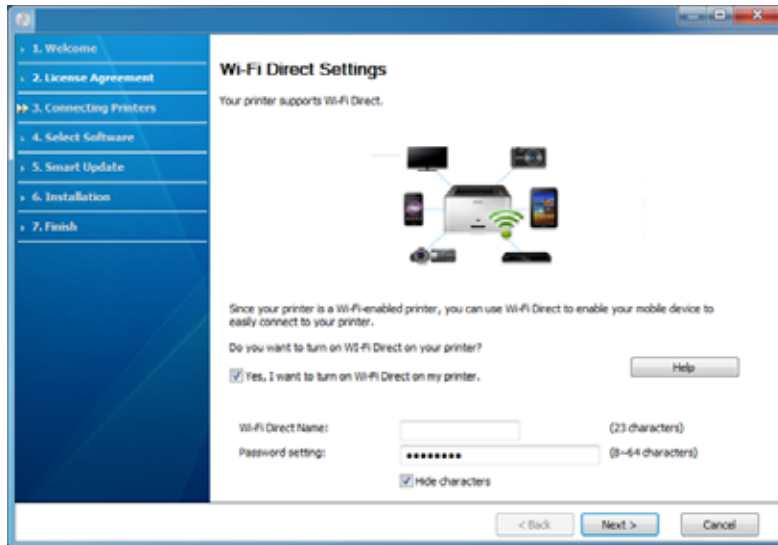 1. Welcome
2. License Agreement
3. Connecting Printers
4. Select Software
5. Smart Update
6. Installation
7. Finish
Wi-Fi Direct Settings
Your printer supports Wi-Fi Direct.
Since your printer is a Wi-Fi-enabled printer, you can use Wi-Fi Direct to enable your mobile device to
easily connect to your printer.
Do you want to turn on Wi-Fi Direct on your printer?
Yes, I want to turn on Wi-Fi Direct on my printer.
Help
Wi-Fi Direct Name: (23 characters)
Password setting: •••••••• (8~64 characters)
Hide characters
< Back Next > Cancel